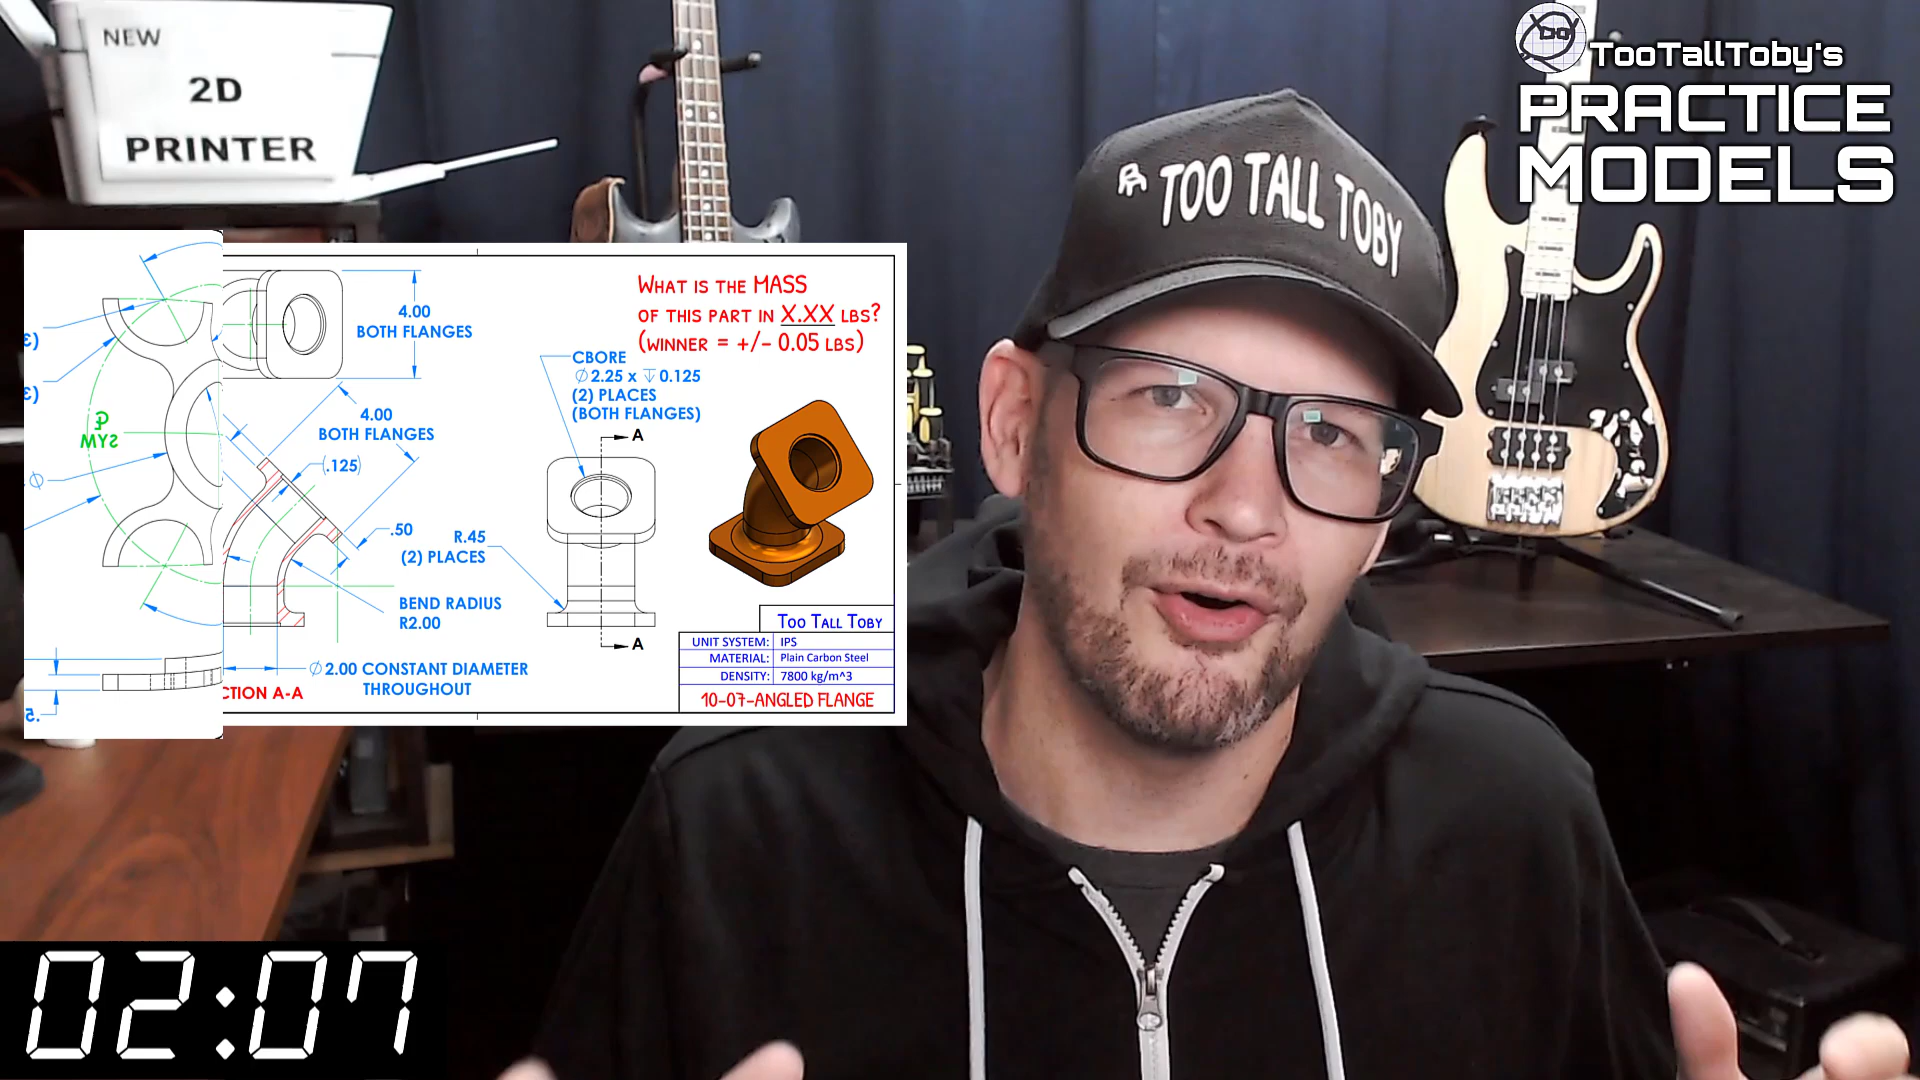 NEW
2D
PRINTER
TooTallToby's
PRACTICE
MODELS
TOO TALL TOBY
WHAT IS THE MASS
OF THIS PART IN X.XX LBS?
(WINNER = +/- 0.05 LBS)
4.00
BOTH FLANGES
CBORE
∅2.25 x ↧0.125
(2) PLACES
(BOTH FLANGES)
A
4.00
BOTH FLANGES
(.125)
.50
R.45
(2) PLACES
BEND RADIUS
R2.00
A
∅2.00 CONSTANT DIAMETER
THROUGHOUT
CTION A-A
SYM
TOO TALL TOBY
UNIT SYSTEM: IPS
MATERIAL: Plain Carbon Steel
DENSITY: 7800 kg/m^3
10-07-ANGLED FLANGE
02:07